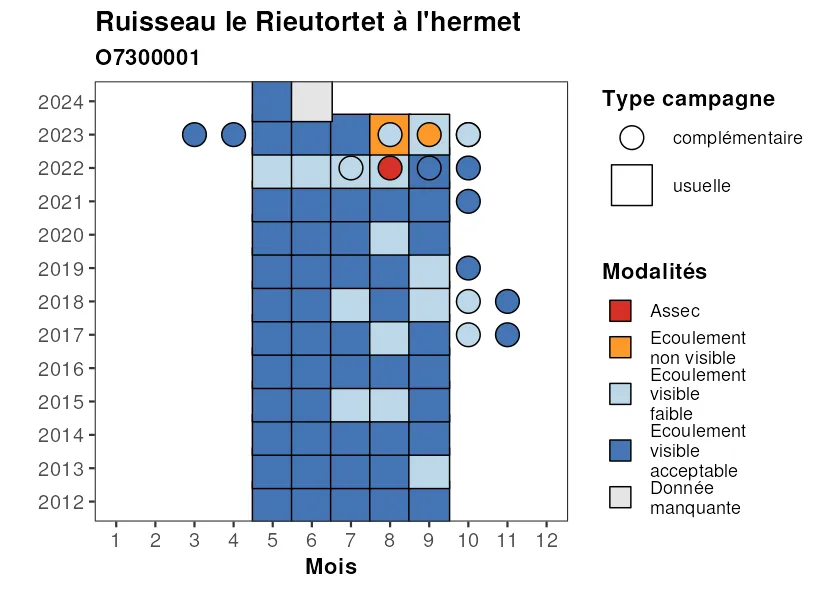 Ruisseau le Rieutortet à l'hermet
O7300001
2024
2023
2022
2021
2020
2019
2018
2017
2016
2015
2014
2013
2012
1 2 3 4 5 6 7 8 9 10 11 12
Mois
Type campagne
complémentaire
usuelle
Modalités
Assec
Ecoulement
non visible
Ecoulement
visible
faible
Ecoulement
visible
acceptable
Donnée
manquante